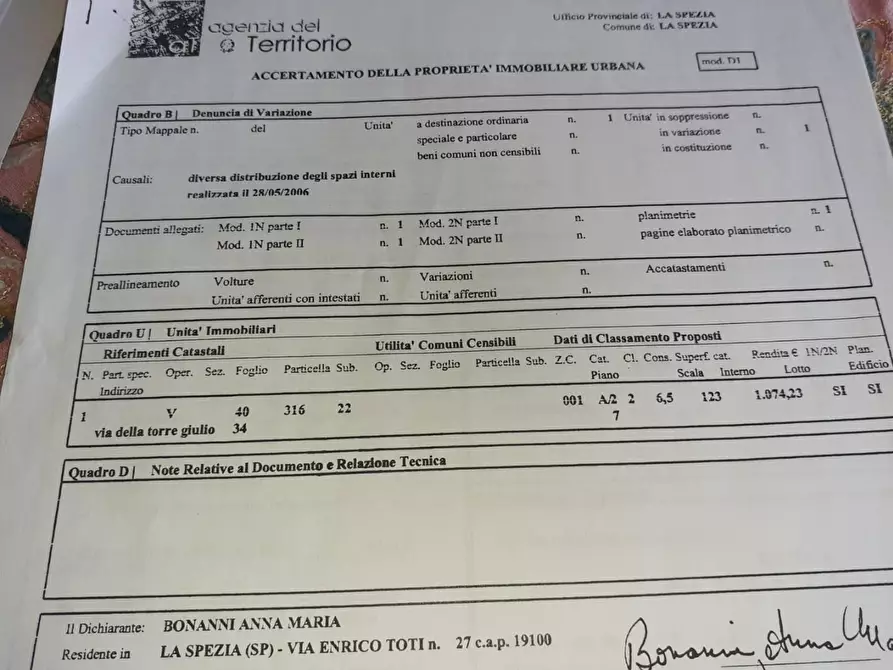 agenzia del
Territorio
Ufficio Provinciale di: LA SPEZIA
Comune di: LA SPEZIA
ACCERTAMENTO DELLA PROPRIETA' IMMOBILIARE URBANA
mod. D1
Quadro B | Denuncia di Variazione
Tipo Mappale n. del Unita' a destinazione ordinaria n. 1 Unita' in soppressione n.
speciale e particolare n. in variazione n. 1
beni comuni non censibili n. in costituzione n.
Causali: diversa distribuzione degli spazi interni
realizzata il 28/05/2006
Documenti allegati: Mod. 1N parte I n. 1 Mod. 2N parte I n. planimetrie n. 1
Mod. 1N parte II n. 1 Mod. 2N parte II n. pagine elaborato planimetrico n.
Preallineamento Volture n. Variazioni n. Accatastamenti n.
Unita' afferenti con intestati n. Unita' afferenti n.
Quadro U | Unita' Immobiliari
Riferimenti Catastali Utilita' Comuni Censibili Dati di Classamento Proposti
N. Part. spec. Oper. Sez. Foglio Particella Sub. Op. Sez. Foglio Particella Sub. Z.C. Cat. Cl. Cons. Superf. cat. Rendita € 1N/2N Plan.
Indirizzo Piano Scala Interno Lotto Edificio
1 V 40 316 22 001 A/2 2 6,5 123 1.074,23 SI SI
via della torre giulio 34 7
Quadro D | Note Relative al Documento e Relazione Tecnica
Il Dichiarante: BONANNI ANNA MARIA
Residente in LA SPEZIA (SP) - VIA ENRICO TOTI n. 27 c.a.p. 19100
Bonanni Anna